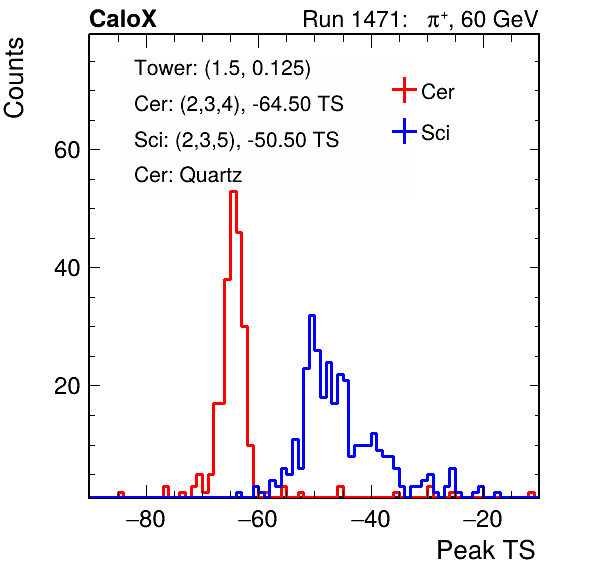 CaloX Run 1471: π⁺, 60 GeV
Counts
Tower: (1.5, 0.125)
Cer: (2,3,4), -64.50 TS
Sci: (2,3,5), -50.50 TS
Cer: Quartz
Cer
Sci
60
40
20
−80 −60 −40 −20
Peak TS